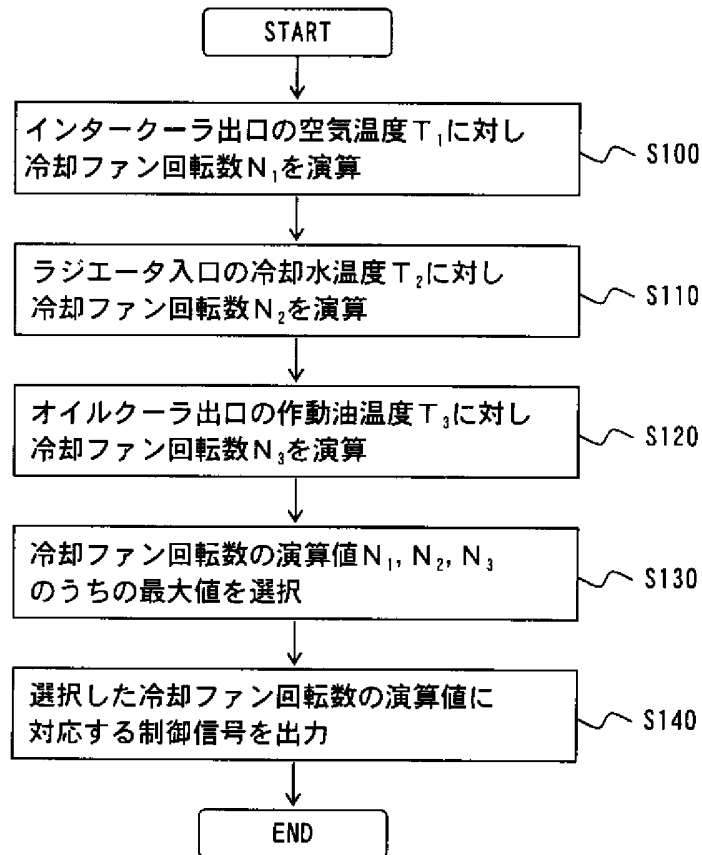 START
インタークーラ出口の空気温度T₁に対し
冷却ファン回転数N₁を演算
S100
ラジエータ入口の冷却水温度T₂に対し
冷却ファン回転数N₂を演算
S110
オイルクーラ出口の作動油温度T₃に対し
冷却ファン回転数N₃を演算
S120
冷却ファン回転数の演算値N₁, N₂, N₃
のうちの最大値を選択
S130
選択した冷却ファン回転数の演算値に
対応する制御信号を出力
S140
END